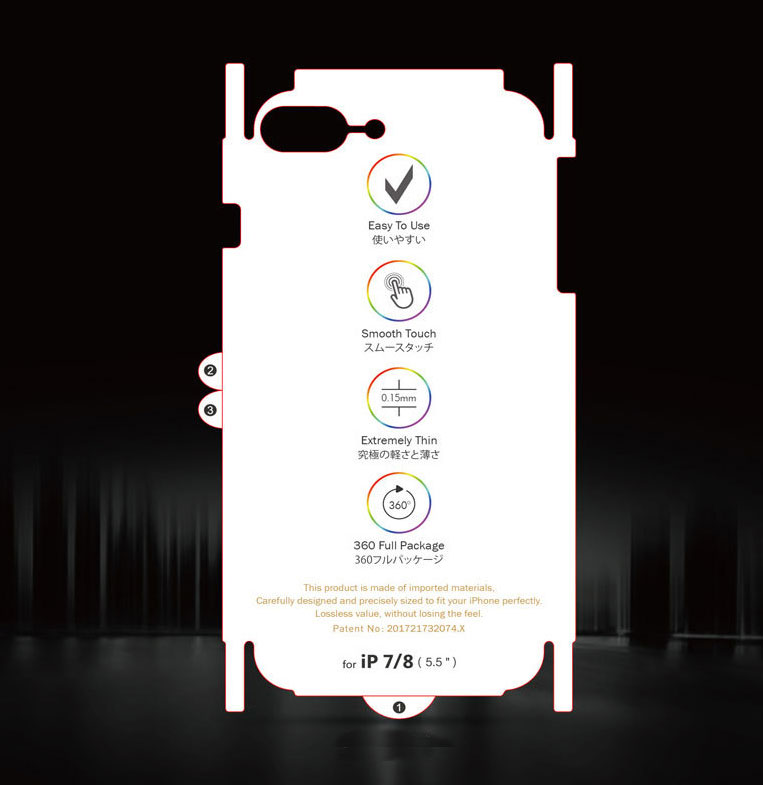 Easy To Use
使いやすい
Smooth Touch
スムースタッチ
0.15mm
Extremely Thin
究極の軽さと薄さ
360°
360 Full Package
360フルパッケージ
2
3
This product is made of imported materials,
Carefully designed and precisely sized to fit your iPhone perfectly.
Lossless value, without losing the feel.
Patent No: 201721732074.X
for iP 7/8 ( 5.5 " )
1